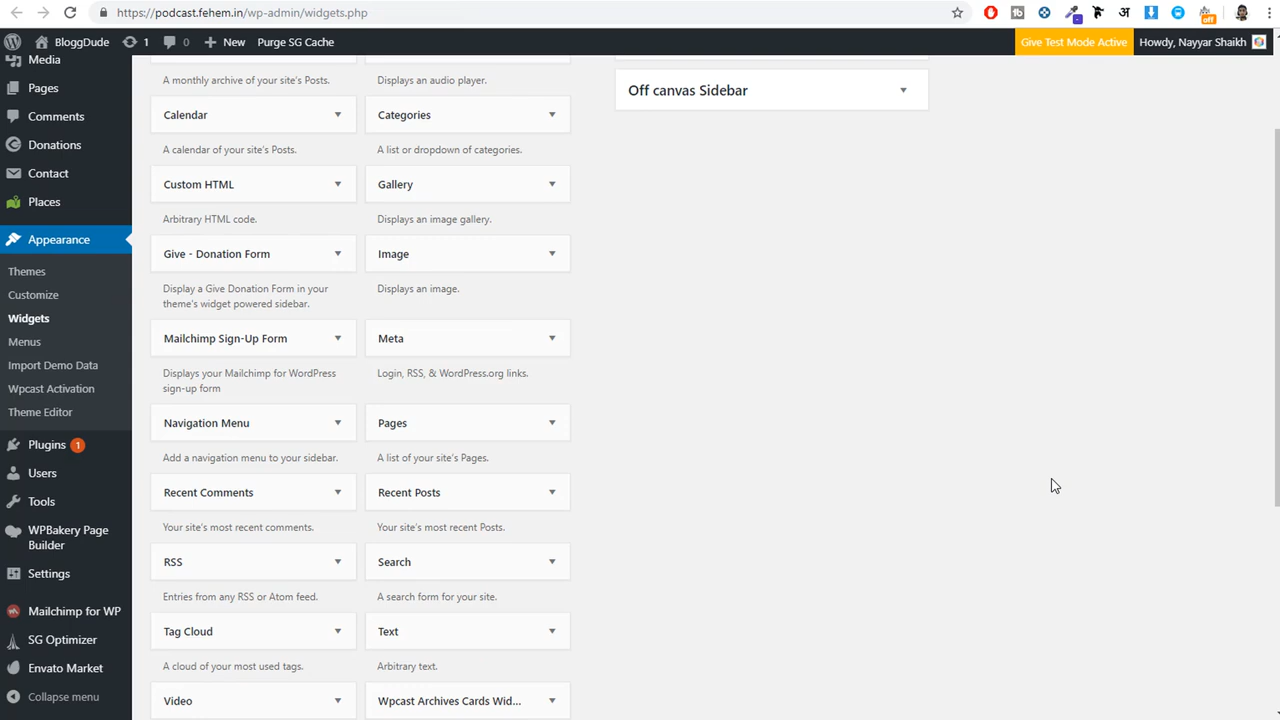 https://podcast.fehem.in/wp-admin/widgets.php
BloggDude
1
0
New
Purge SG Cache
Give Test Mode Active
Howdy, Nayyar Shaikh
Media
Pages
Comments
Donations
Contact
Places
Appearance
Themes
Customize
Widgets
Menus
Import Demo Data
Wpcast Activation
Theme Editor
Plugins 1
Users
Tools
WPBakery Page
Builder
Settings
Mailchimp for WP
SG Optimizer
Envato Market
Collapse menu
A monthly archive of your site's Posts.
Displays an audio player.
Calendar
Categories
A calendar of your site's Posts.
A list or dropdown of categories.
Custom HTML
Gallery
Arbitrary HTML code.
Displays an image gallery.
Give - Donation Form
Image
Display a Give Donation Form in your
theme's widget powered sidebar.
Displays an image.
Mailchimp Sign-Up Form
Meta
Displays your Mailchimp for WordPress
sign-up form
Login, RSS, & WordPress.org links.
Navigation Menu
Pages
Add a navigation menu to your sidebar.
A list of your site's Pages.
Recent Comments
Recent Posts
Your site's most recent comments.
Your site's most recent Posts.
RSS
Search
Entries from any RSS or Atom feed.
A search form for your site.
Tag Cloud
Text
A cloud of your most used tags.
Arbitrary text.
Video
Wpcast Archives Cards Wid...
Off canvas Sidebar